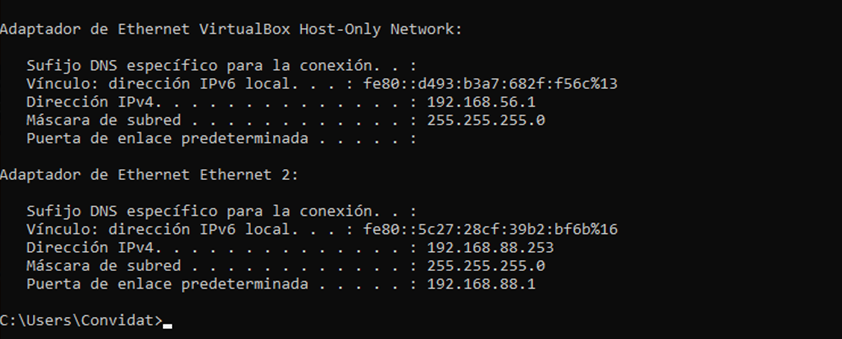 Adaptador de Ethernet VirtualBox Host-Only Network:
Sufijo DNS específico para la conexión. . :
Vínculo: dirección IPv6 local. . . : fe80::d493:b3a7:682f:f56c%13
Dirección IPv4. . . . . . . . . . . . . . : 192.168.56.1
Máscara de subred . . . . . . . . . . . . : 255.255.255.0
Puerta de enlace predeterminada . . . . . :
Adaptador de Ethernet Ethernet 2:
Sufijo DNS específico para la conexión. . :
Vínculo: dirección IPv6 local. . . : fe80::5c27:28cf:39b2:bf6b%16
Dirección IPv4. . . . . . . . . . . . . . : 192.168.88.253
Máscara de subred . . . . . . . . . . . . : 255.255.255.0
Puerta de enlace predeterminada . . . . . : 192.168.88.1
C:\Users\Convidat>